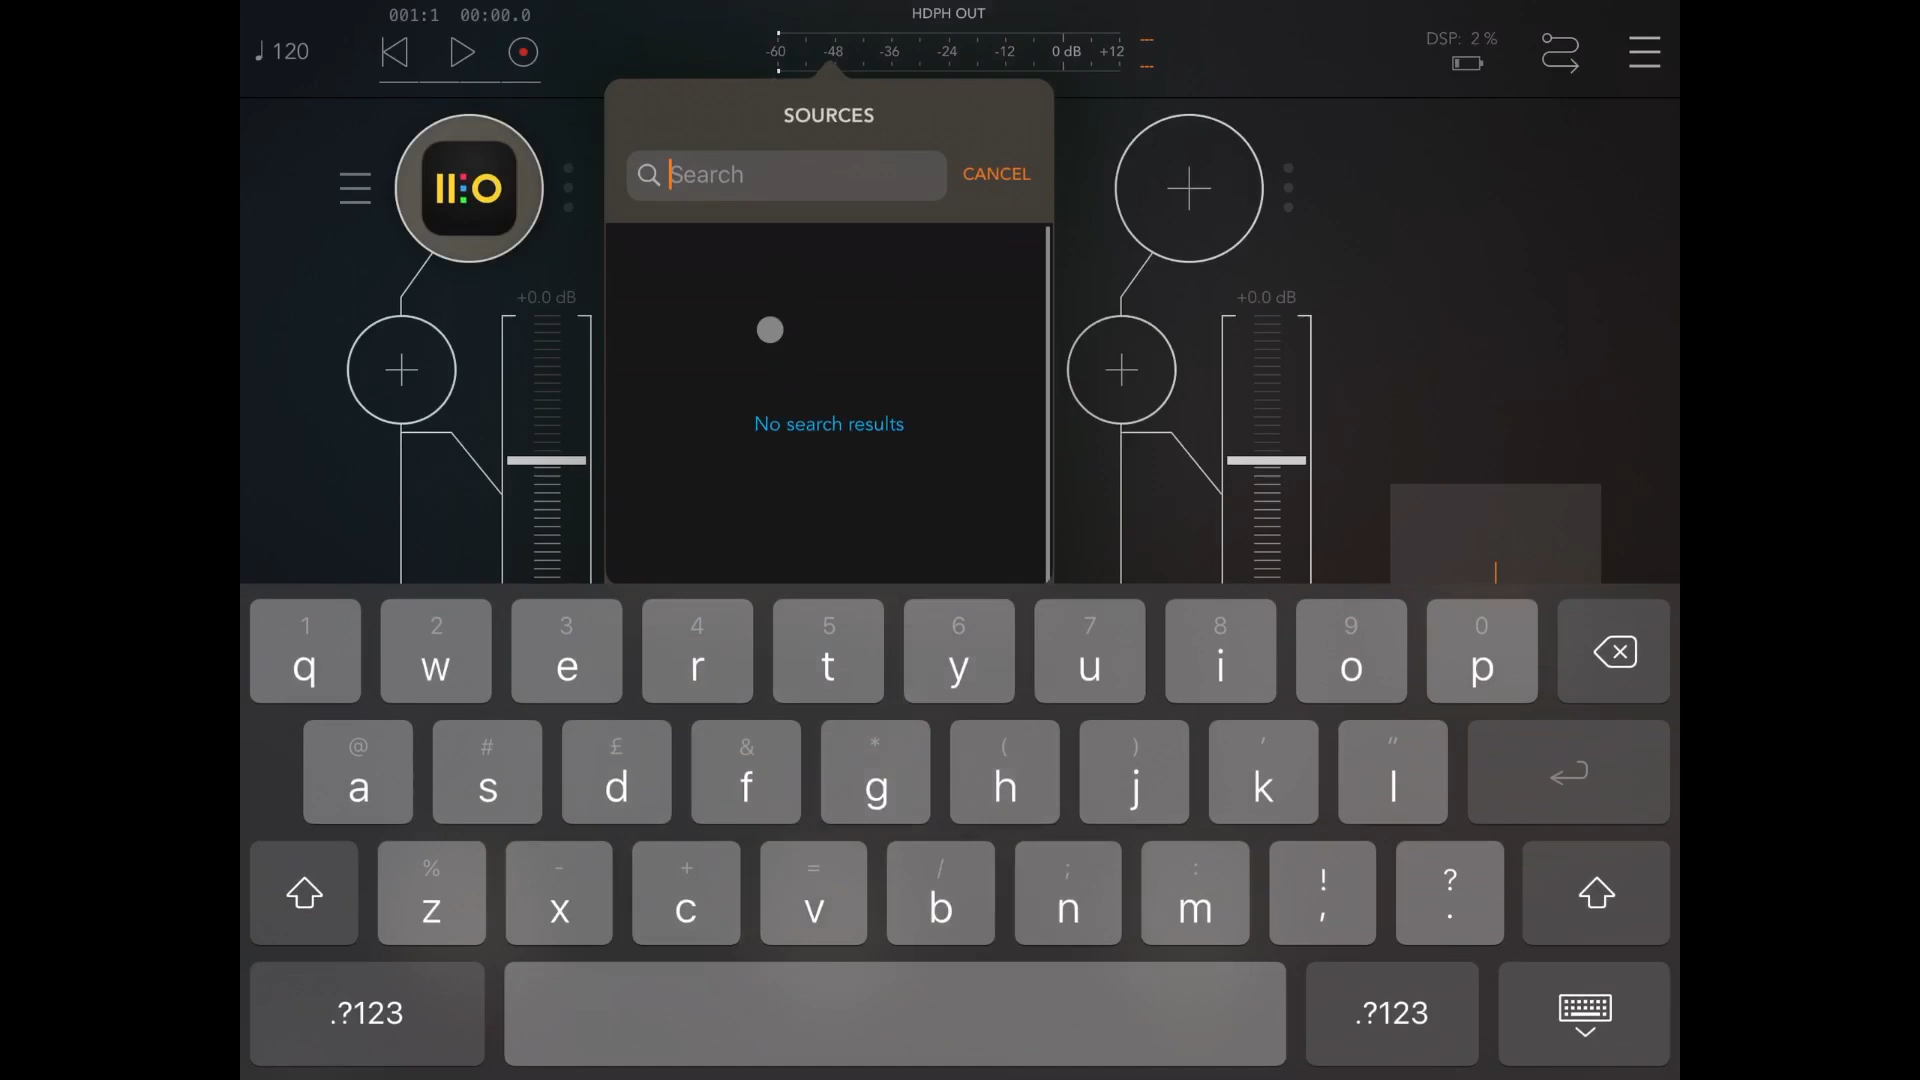 001:1 00:00.0
♩ 120
HDPH OUT
-60 -48 -36 -24 -12 0 dB +12
---
---
DSP: 2 %
SOURCES
Search
CANCEL
No search results
+0.0 dB
+0.0 dB
1 2 3 4 5 6 7 8 9 0
q w e r t y u i o p
@ # £ & * ( ) ' "
a s d f g h j k l
% - + = / ; : ! ?
z x c v b n m , .
.?123 .?123